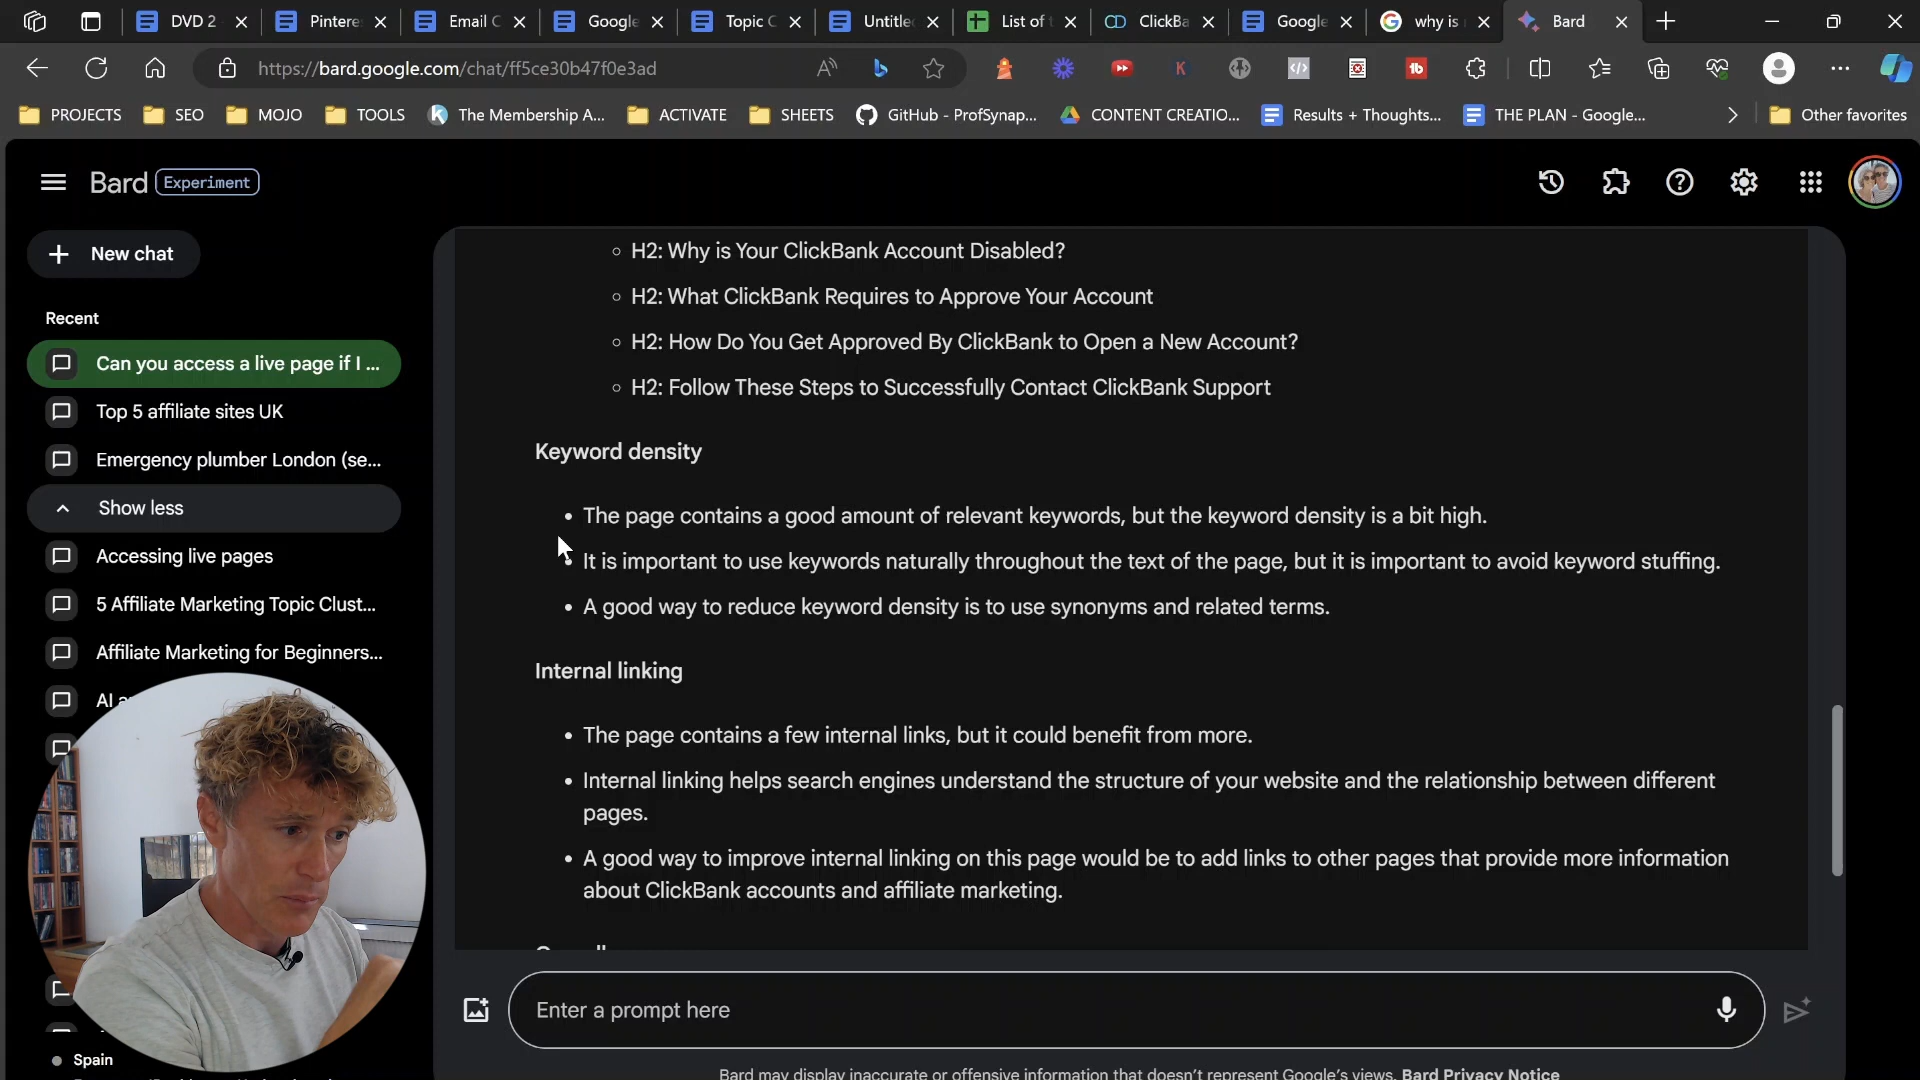 DVD 2
Pintere
Email C
Google
Topic C
Untitle
List of
ClickBa
Google
why is
Bard
https://bard.google.com/chat/ff5ce30b47f0e3ad
PROJECTS
SEO
MOJO
TOOLS
The Membership A...
ACTIVATE
SHEETS
GitHub - ProfSynap...
CONTENT CREATIO...
Results + Thoughts...
THE PLAN - Google...
Other favorites
Bard Experiment
New chat
Recent
Can you access a live page if I ...
Top 5 affiliate sites UK
Emergency plumber London (se...
Show less
Accessing live pages
5 Affiliate Marketing Topic Clust...
Affiliate Marketing for Beginners...
Spain
H2: Why is Your ClickBank Account Disabled?
H2: What ClickBank Requires to Approve Your Account
H2: How Do You Get Approved By ClickBank to Open a New Account?
H2: Follow These Steps to Successfully Contact ClickBank Support
Keyword density
The page contains a good amount of relevant keywords, but the keyword density is a bit high.
It is important to use keywords naturally throughout the text of the page, but it is important to avoid keyword stuffing.
A good way to reduce keyword density is to use synonyms and related terms.
Internal linking
The page contains a few internal links, but it could benefit from more.
Internal linking helps search engines understand the structure of your website and the relationship between different
pages.
A good way to improve internal linking on this page would be to add links to other pages that provide more information
about ClickBank accounts and affiliate marketing.
Enter a prompt here
Bard may display inaccurate or offensive information that doesn't represent Google's views. Bard Privacy Notice